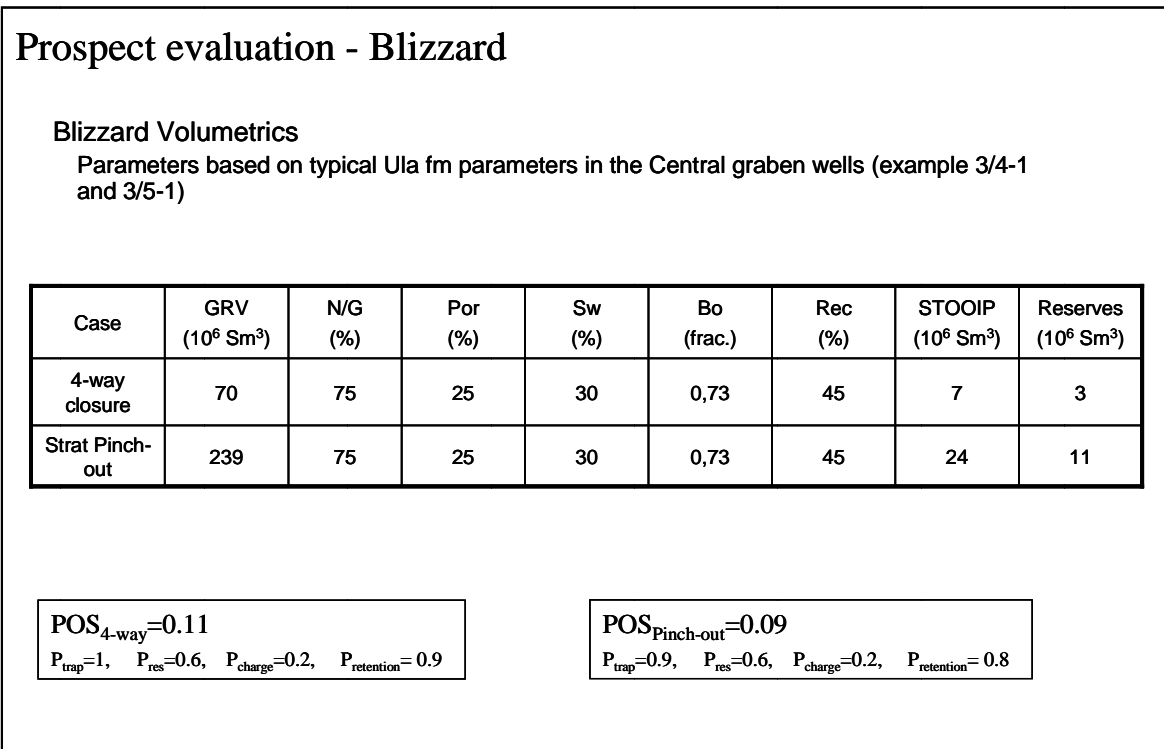 Prospect evaluation - Blizzard
Blizzard Volumetrics
Parameters based on typical Ula fm parameters in the Central graben wells (example 3/4-1
and 3/5-1)
Case GRV (10⁶ Sm³) N/G (%) Por (%) Sw (%) Bo (frac.) Rec (%) STOOIP (10⁶ Sm³) Reserves (10⁶ Sm³)
4-way closure 70 75 25 30 0,73 45 7 3
Strat Pinch-out 239 75 25 30 0,73 45 24 11
POS4-way=0.11
Ptrap=1, Pres=0.6, Pcharge=0.2, Pretention= 0.9
POSPinch-out=0.09
Ptrap=0.9, Pres=0.6, Pcharge=0.2, Pretention= 0.8